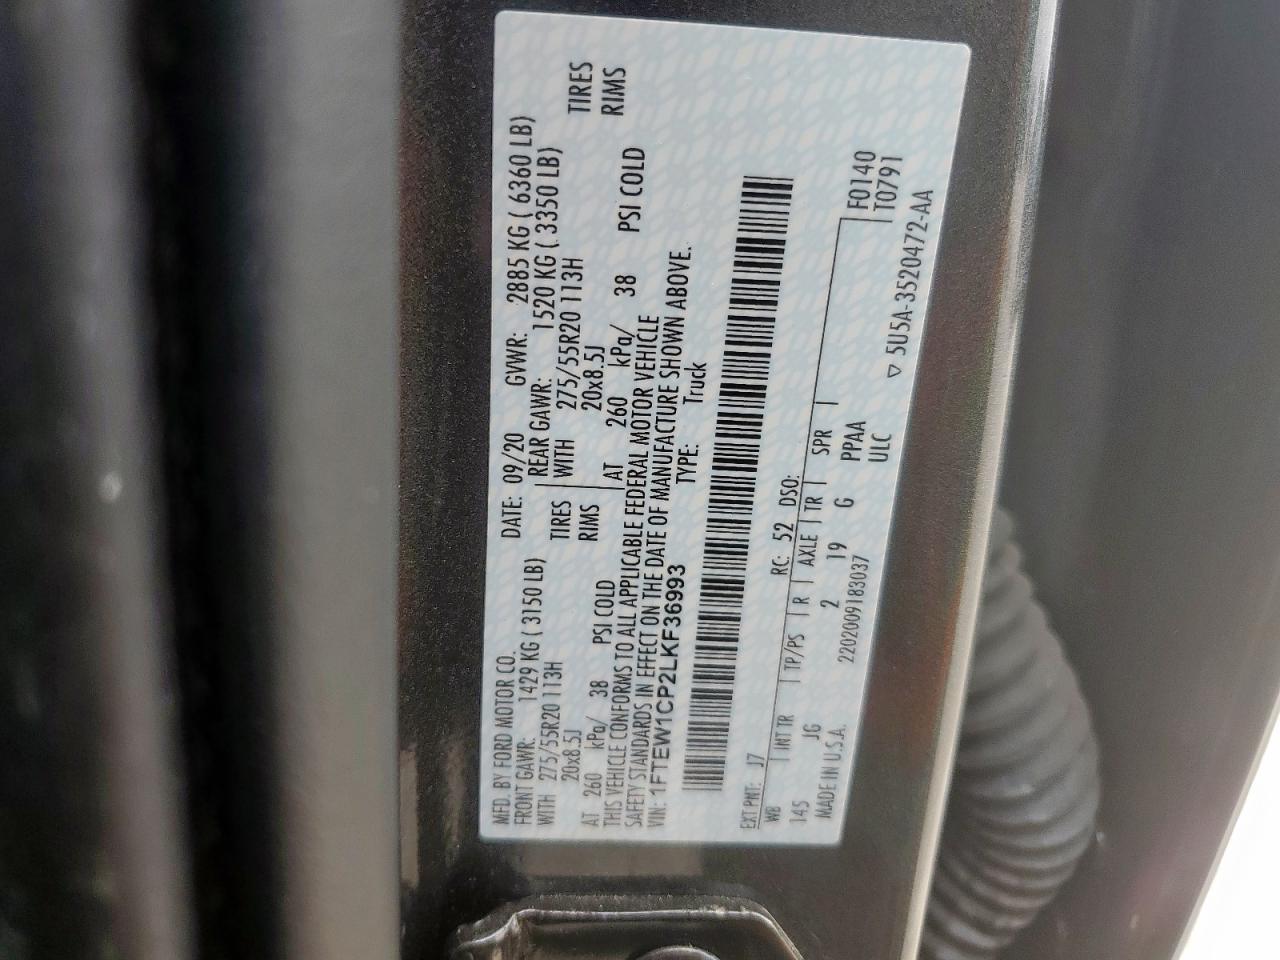 MFD. BY FORD MOTOR CO. DATE: 09/20 GVWR: 2885 KG ( 6360 LB)
FRONT GAWR: 1429 KG ( 3150 LB) REAR GAWR: 1520 KG ( 3350 LB)
WITH 275/55R20 113H TIRES WITH 275/55R20 113H TIRES
20x8.5J RIMS 20x8.5J RIMS
AT 260 kPa/ 38 PSI COLD AT 260 kPa/ 38 PSI COLD
THIS VEHICLE CONFORMS TO ALL APPLICABLE FEDERAL MOTOR VEHICLE
SAFETY STANDARDS IN EFFECT ON THE DATE OF MANUFACTURE SHOWN ABOVE.
VIN: 1FTEW1CP2LKF36993 TYPE: Truck
EXT PNT: J7 RC: 52 DSO:
WB INT TR TP/PS R AXLE TR SPR F0140
145 JG 2 19 G PPAA T0791
ULC
MADE IN U.S.A. 2202009183037 ▽ 5U5A-3520472-AA